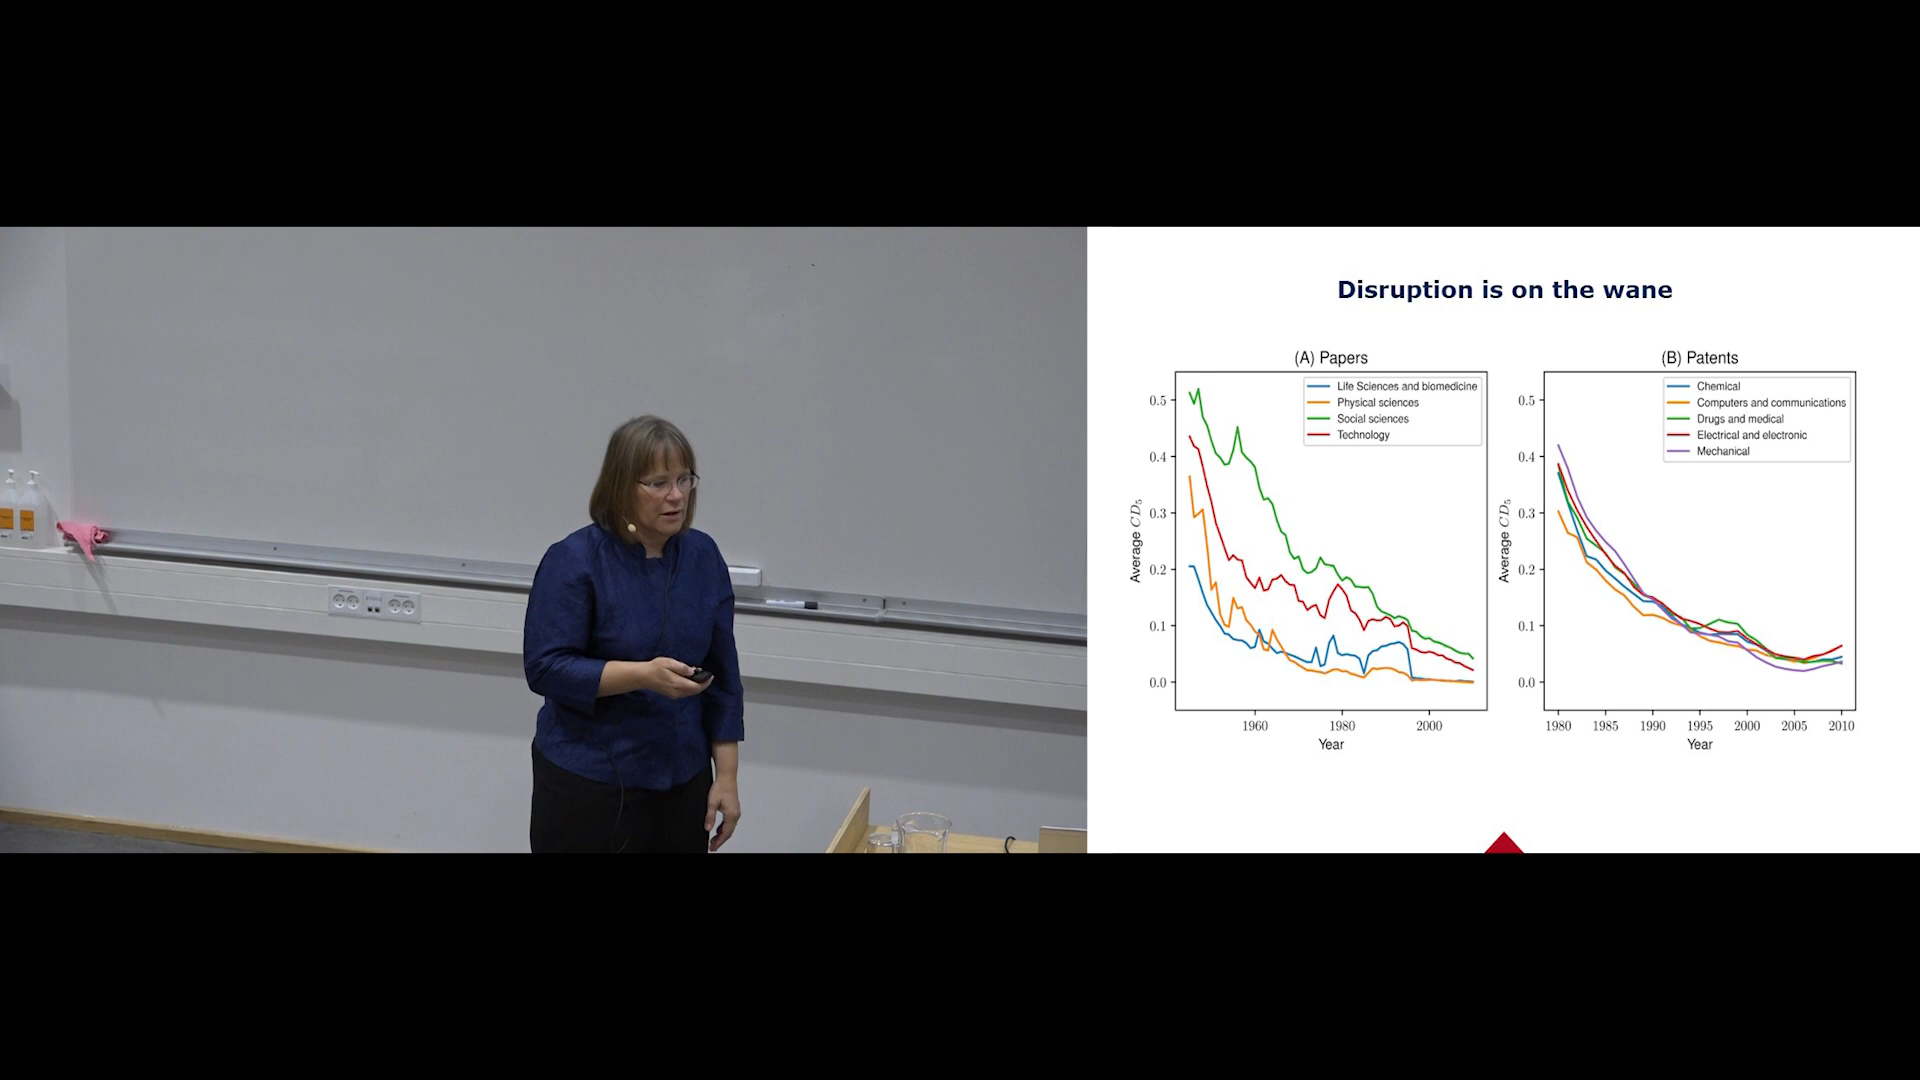 Disruption is on the wane
(A) Papers
Life Sciences and biomedicine
Physical sciences
Social sciences
Technology
0.5
0.4
0.3
0.2
0.1
0.0
Average CD₅
1960 1980 2000
Year
(B) Patents
Chemical
Computers and communications
Drugs and medical
Electrical and electronic
Mechanical
0.5
0.4
0.3
0.2
0.1
0.0
Average CD₅
1980 1985 1990 1995 2000 2005 2010
Year